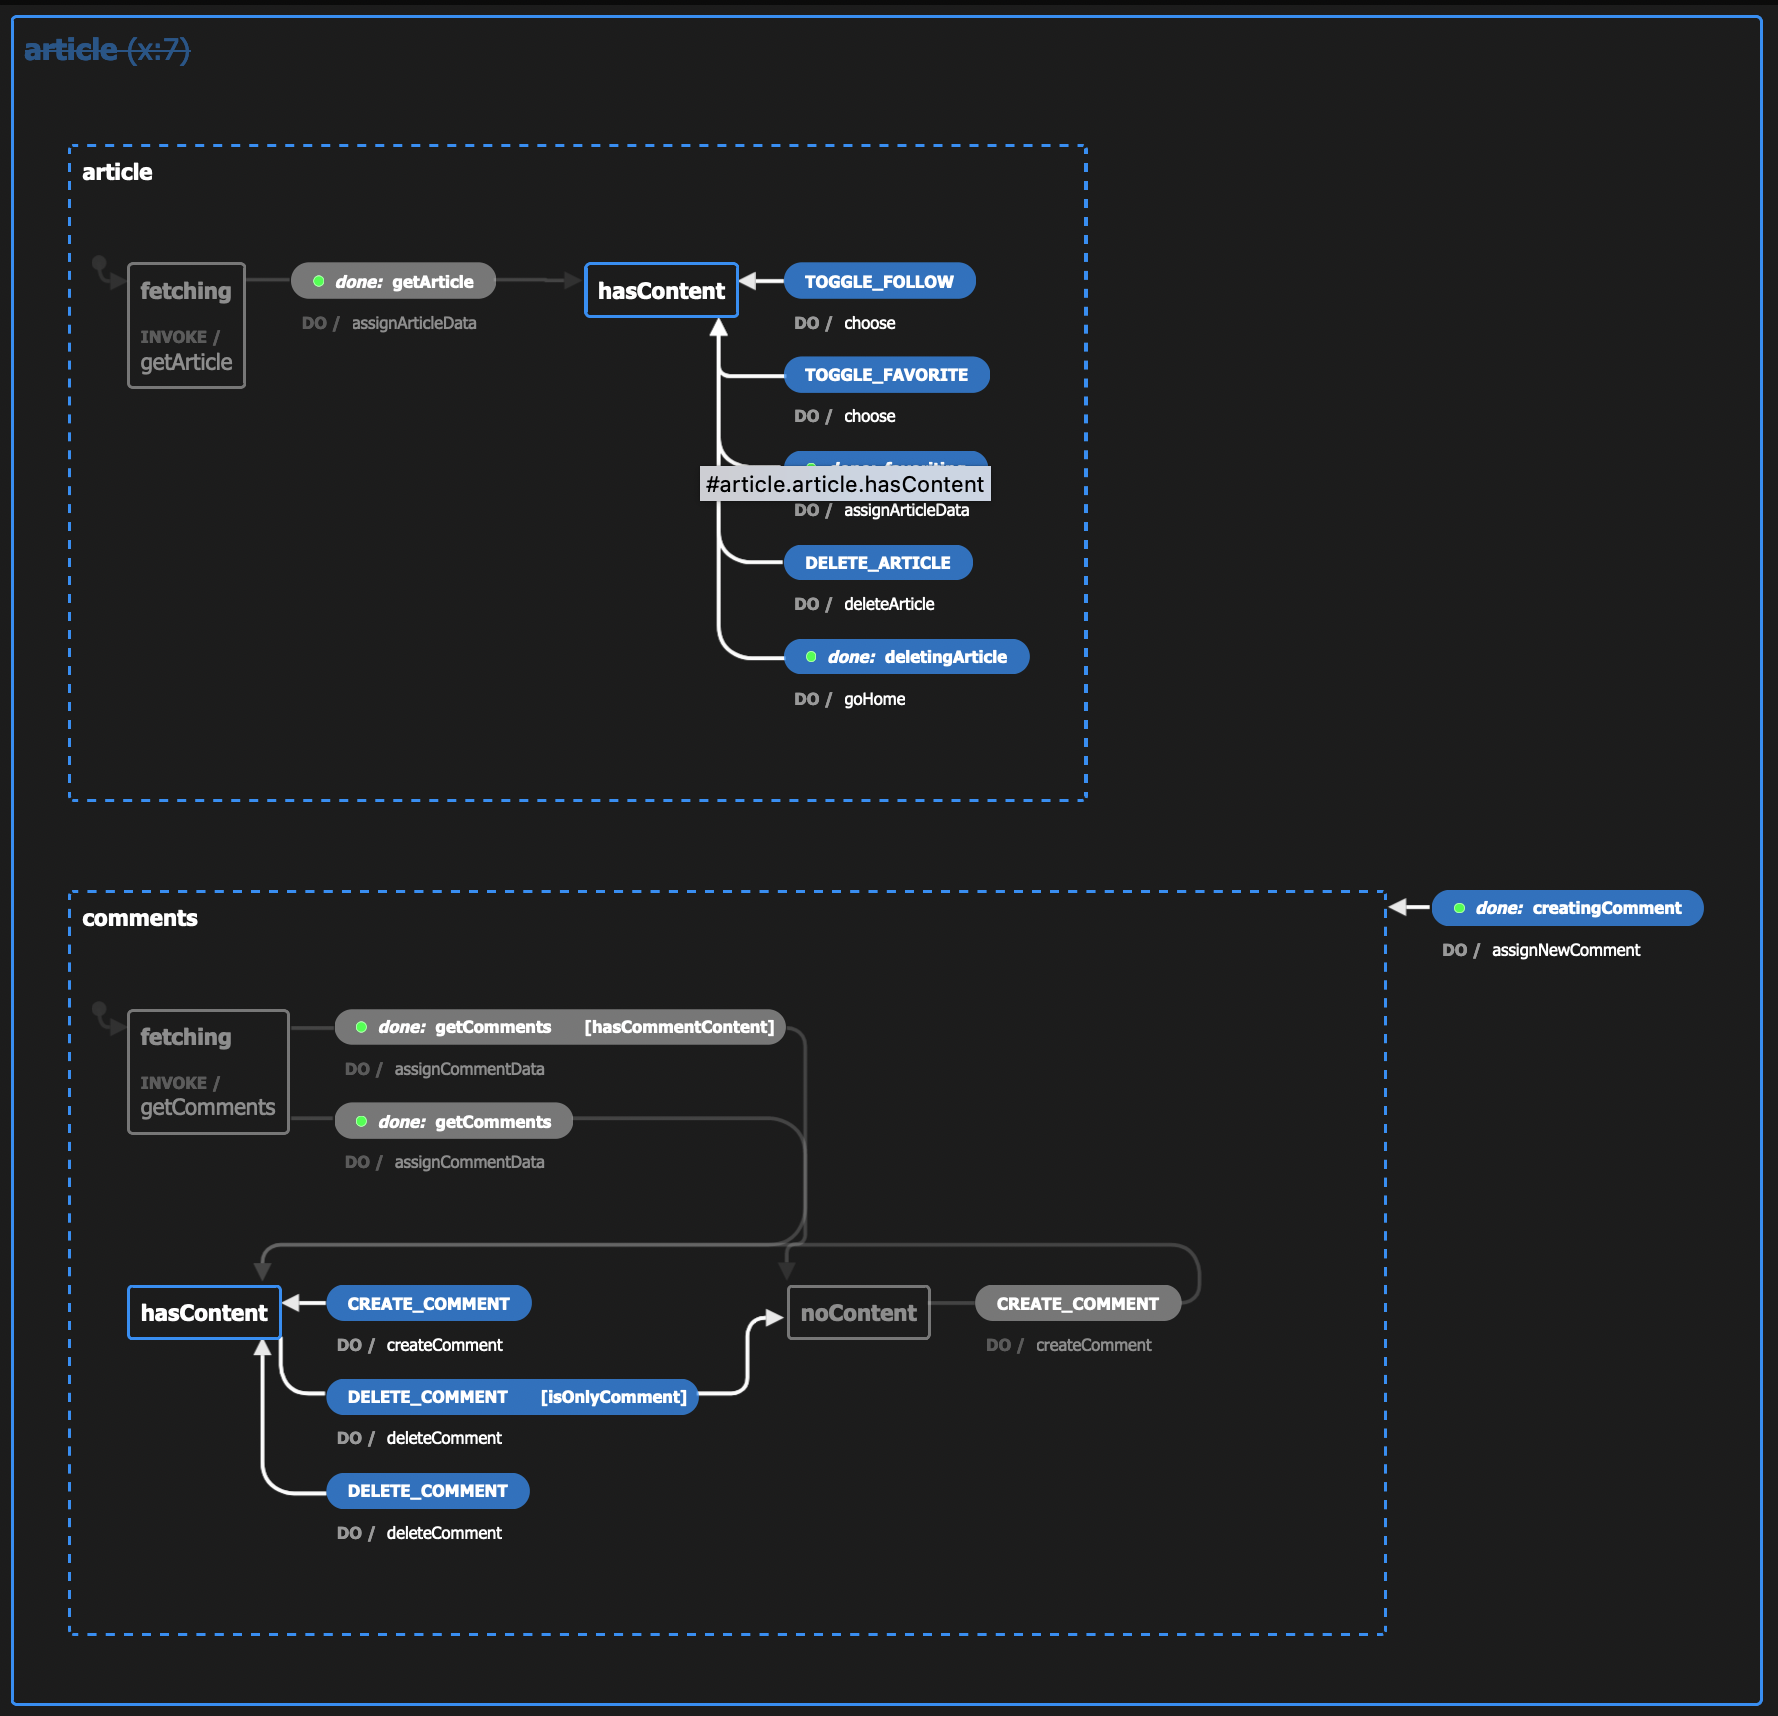 article (x:7)
article
fetching
INVOKE /
getArticle
done: getArticle
DO / assignArticleData
hasContent
TOGGLE_FOLLOW
DO / choose
TOGGLE_FAVORITE
DO / choose
#article.article.hasContent
DO / assignArticleData
DELETE_ARTICLE
DO / deleteArticle
done: deletingArticle
DO / goHome
comments
done: creatingComment
DO / assignNewComment
fetching
INVOKE /
getComments
done: getComments [hasCommentContent]
DO / assignCommentData
done: getComments
DO / assignCommentData
hasContent
CREATE_COMMENT
DO / createComment
DELETE_COMMENT [isOnlyComment]
DO / deleteComment
DELETE_COMMENT
DO / deleteComment
noContent
CREATE_COMMENT
DO / createComment